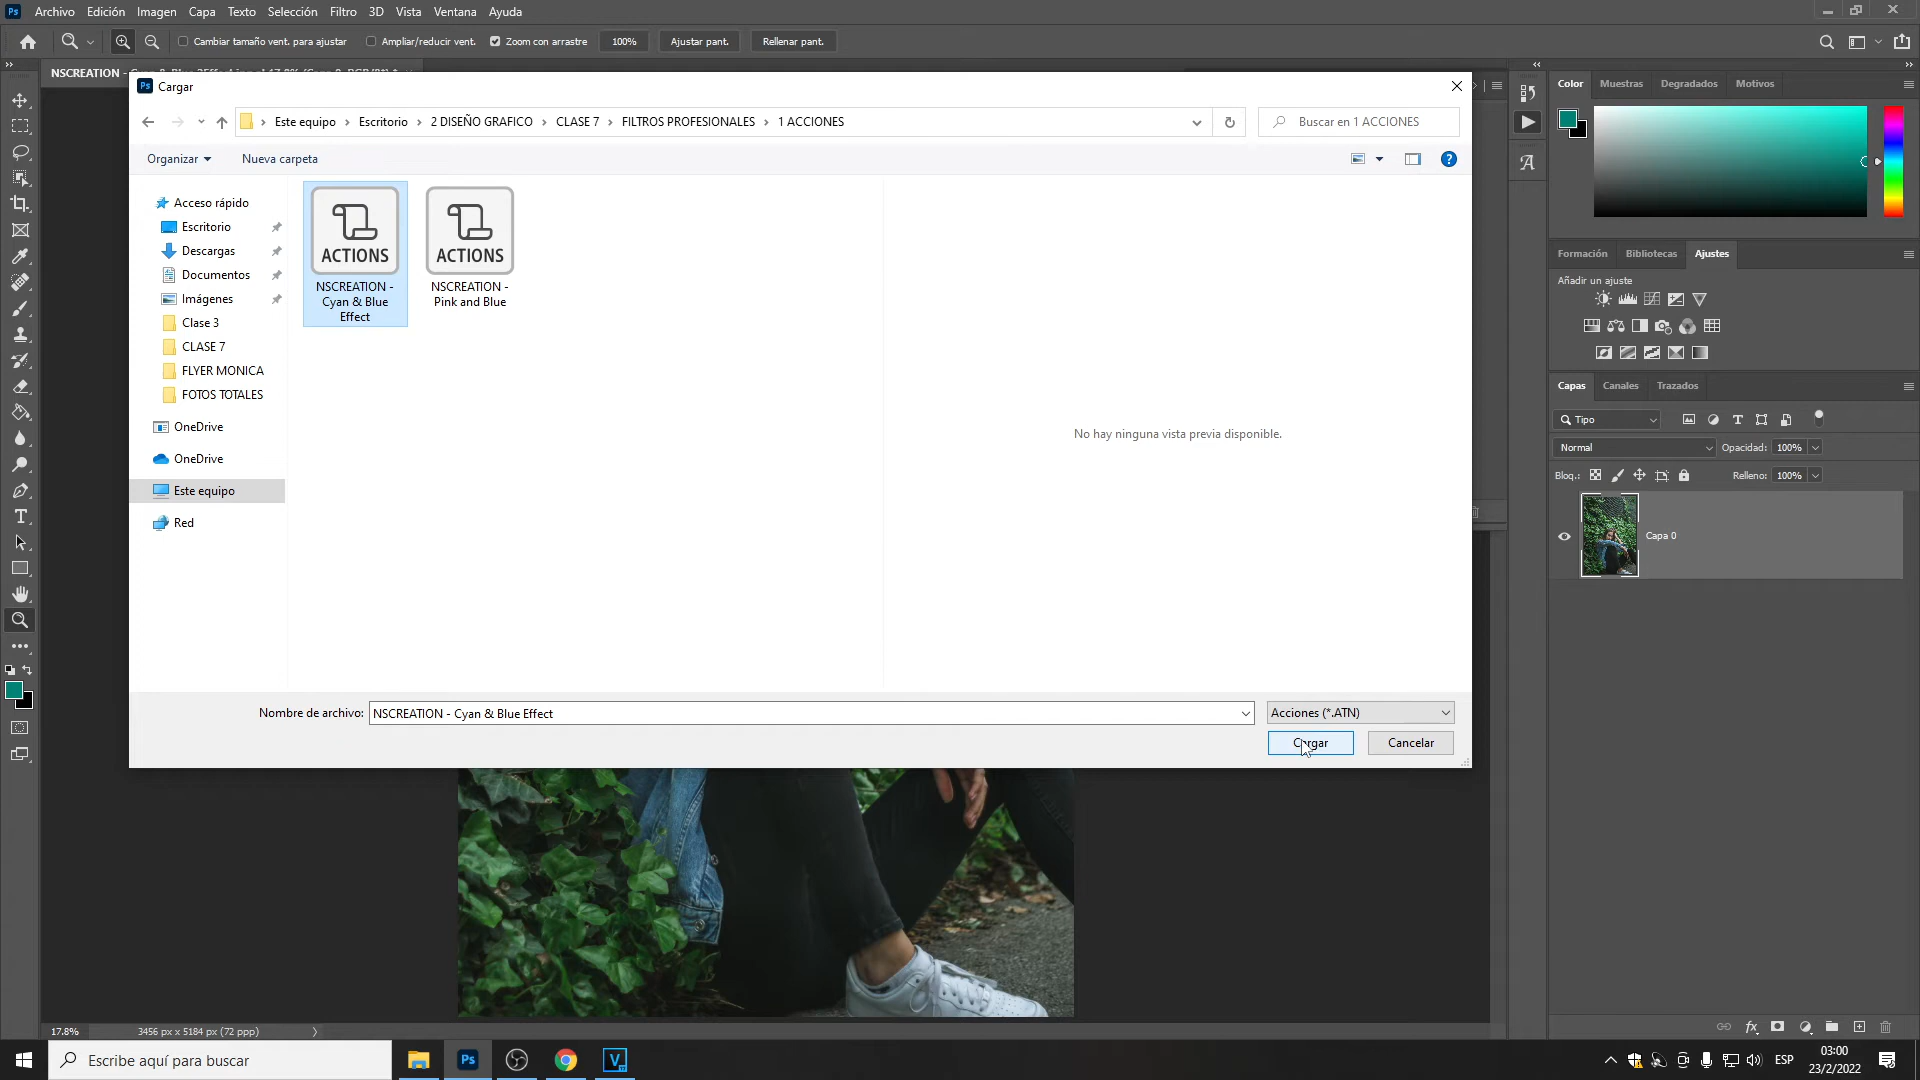 Ps Archivo Edición Imagen Capa Texto Selección Filtro 3D Vista Ventana Ayuda
Cambiar tamaño vent. para ajustar Ampliar/reducir vent. Zoom con arrastre 100% Ajustar pant. Rellenar pant.
NSCREATION -
Ps Cargar
Este equipo Escritorio 2 DISEÑO GRAFICO CLASE 7 FILTROS PROFESIONALES 1 ACCIONES
Buscar en 1 ACCIONES
Organizar Nueva carpeta
Acceso rápido
Escritorio
Descargas
Documentos
Imágenes
Clase 3
CLASE 7
FLYER MONICA
FOTOS TOTALES
OneDrive
OneDrive
Este equipo
Red
ACTIONS
NSCREATION -
Cyan & Blue
Effect
ACTIONS
NSCREATION -
Pink and Blue
No hay ninguna vista previa disponible.
Nombre de archivo: NSCREATION - Cyan & Blue Effect
Acciones (*.ATN)
Cargar Cancelar
Color Muestras Degradados Motivos
Formación Bibliotecas Ajustes
Añadir un ajuste
Capas Canales Trazados
Tipo
Normal Opacidad: 100%
Bloq.: Relleno: 100%
Capa 0
17.8% 3456 px x 5184 px (72 ppp)
Escribe aquí para buscar
Ps
V
ESP
03:00
23/2/2022